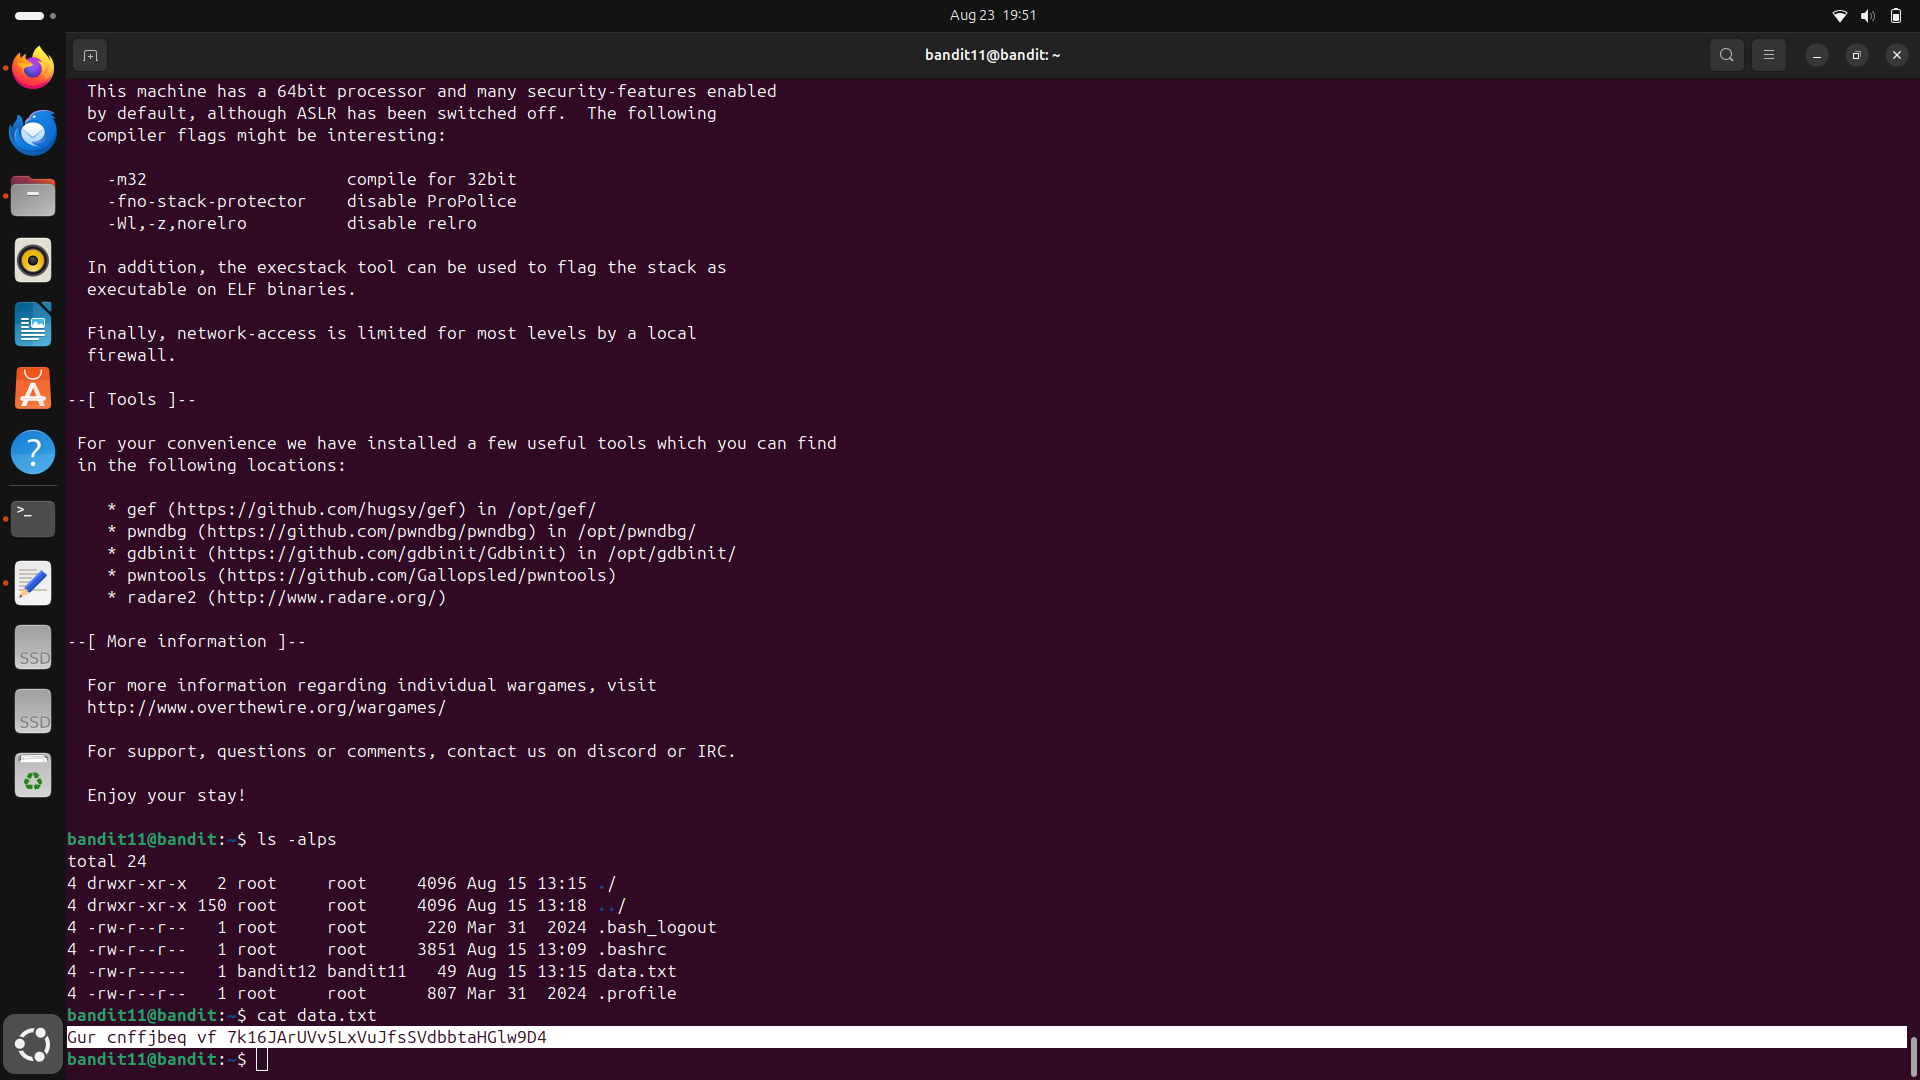 Aug 23 19:51
bandit11@bandit: ~
This machine has a 64bit processor and many security-features enabled
by default, although ASLR has been switched off.  The following
compiler flags might be interesting:
-m32                    compile for 32bit
-fno-stack-protector    disable ProPolice
-Wl,-z,norelro          disable relro
In addition, the execstack tool can be used to flag the stack as
executable on ELF binaries.
Finally, network-access is limited for most levels by a local
firewall.
--[ Tools ]--
For your convenience we have installed a few useful tools which you can find
in the following locations:
* gef (https://github.com/hugsy/gef) in /opt/gef/
* pwndbg (https://github.com/pwndbg/pwndbg) in /opt/pwndbg/
* gdbinit (https://github.com/gdbinit/Gdbinit) in /opt/gdbinit/
* pwntools (https://github.com/Gallopsled/pwntools)
* radare2 (http://www.radare.org/)
--[ More information ]--
For more information regarding individual wargames, visit
http://www.overthewire.org/wargames/
For support, questions or comments, contact us on discord or IRC.
Enjoy your stay!
bandit11@bandit:~$ ls -alps
total 24
4 drwxr-xr-x   2 root     root     4096 Aug 15 13:15 ./
4 drwxr-xr-x 150 root     root     4096 Aug 15 13:18 ../
4 -rw-r--r--   1 root     root      220 Mar 31  2024 .bash_logout
4 -rw-r--r--   1 root     root     3851 Aug 15 13:09 .bashrc
4 -rw-r-----   1 bandit12 bandit11   49 Aug 15 13:15 data.txt
4 -rw-r--r--   1 root     root      807 Mar 31  2024 .profile
bandit11@bandit:~$ cat data.txt
Gur cnffjbeq vf 7k16JArUVv5LxVuJfsSVdbbtaHGlw9D4
bandit11@bandit:~$
SSD
SSD